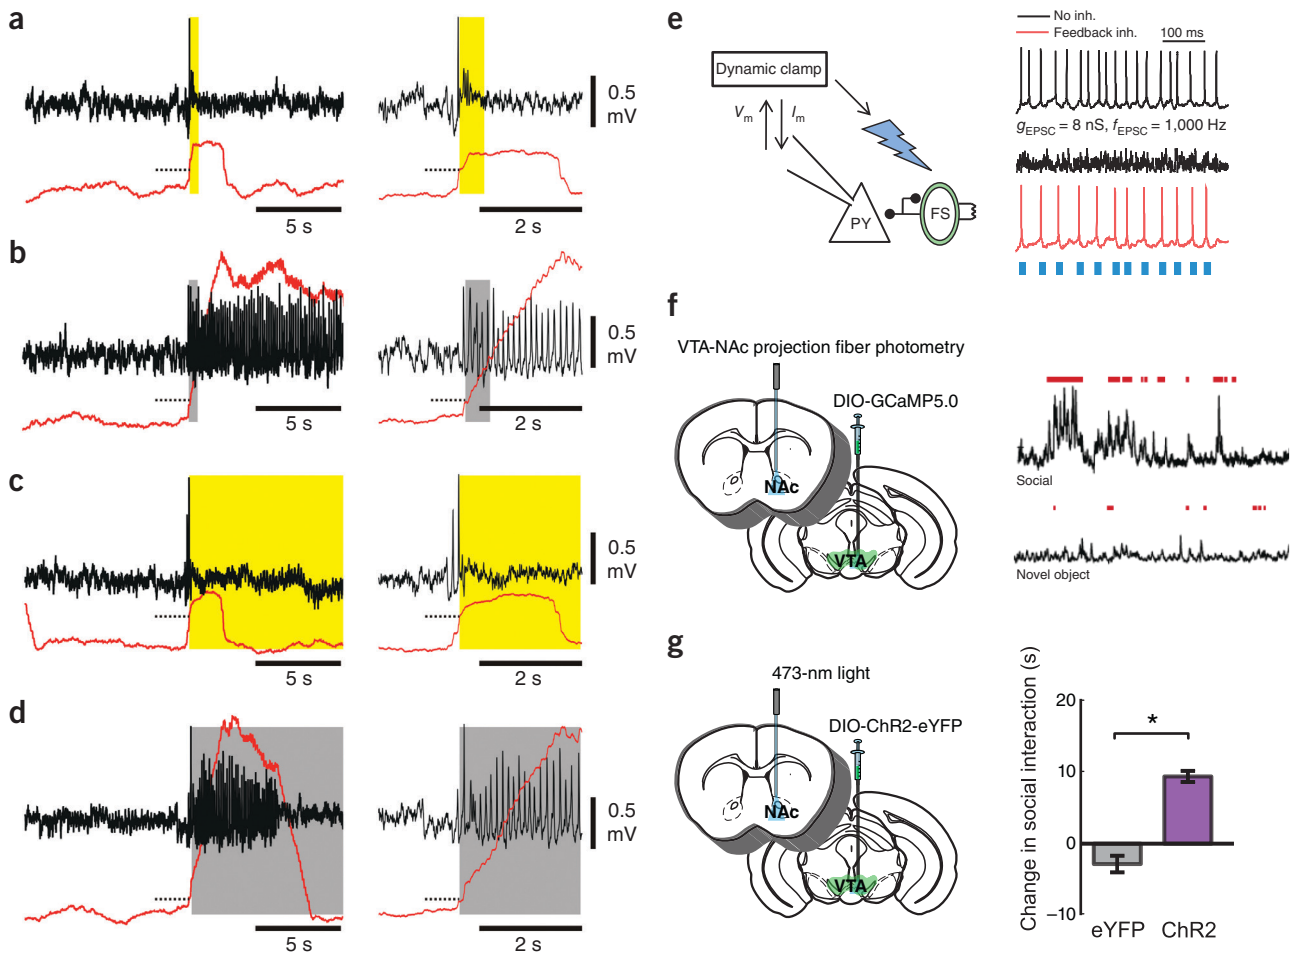 a
0.5
mV
5 s
2 s
b
0.5
mV
5 s
2 s
c
0.5
mV
5 s
2 s
d
0.5
mV
5 s
2 s
e
Dynamic clamp
Vm
Im
PY
FS
No inh.
Feedback inh.
100 ms
gEPSC = 8 nS, fEPSC = 1,000 Hz
f
VTA-NAc projection fiber photometry
DIO-GCaMP5.0
NAc
VTA
Social
Novel object
g
473-nm light
DIO-ChR2-eYFP
NAc
VTA
Change in social interaction (s)
20
10
0
–10
*
eYFP
ChR2